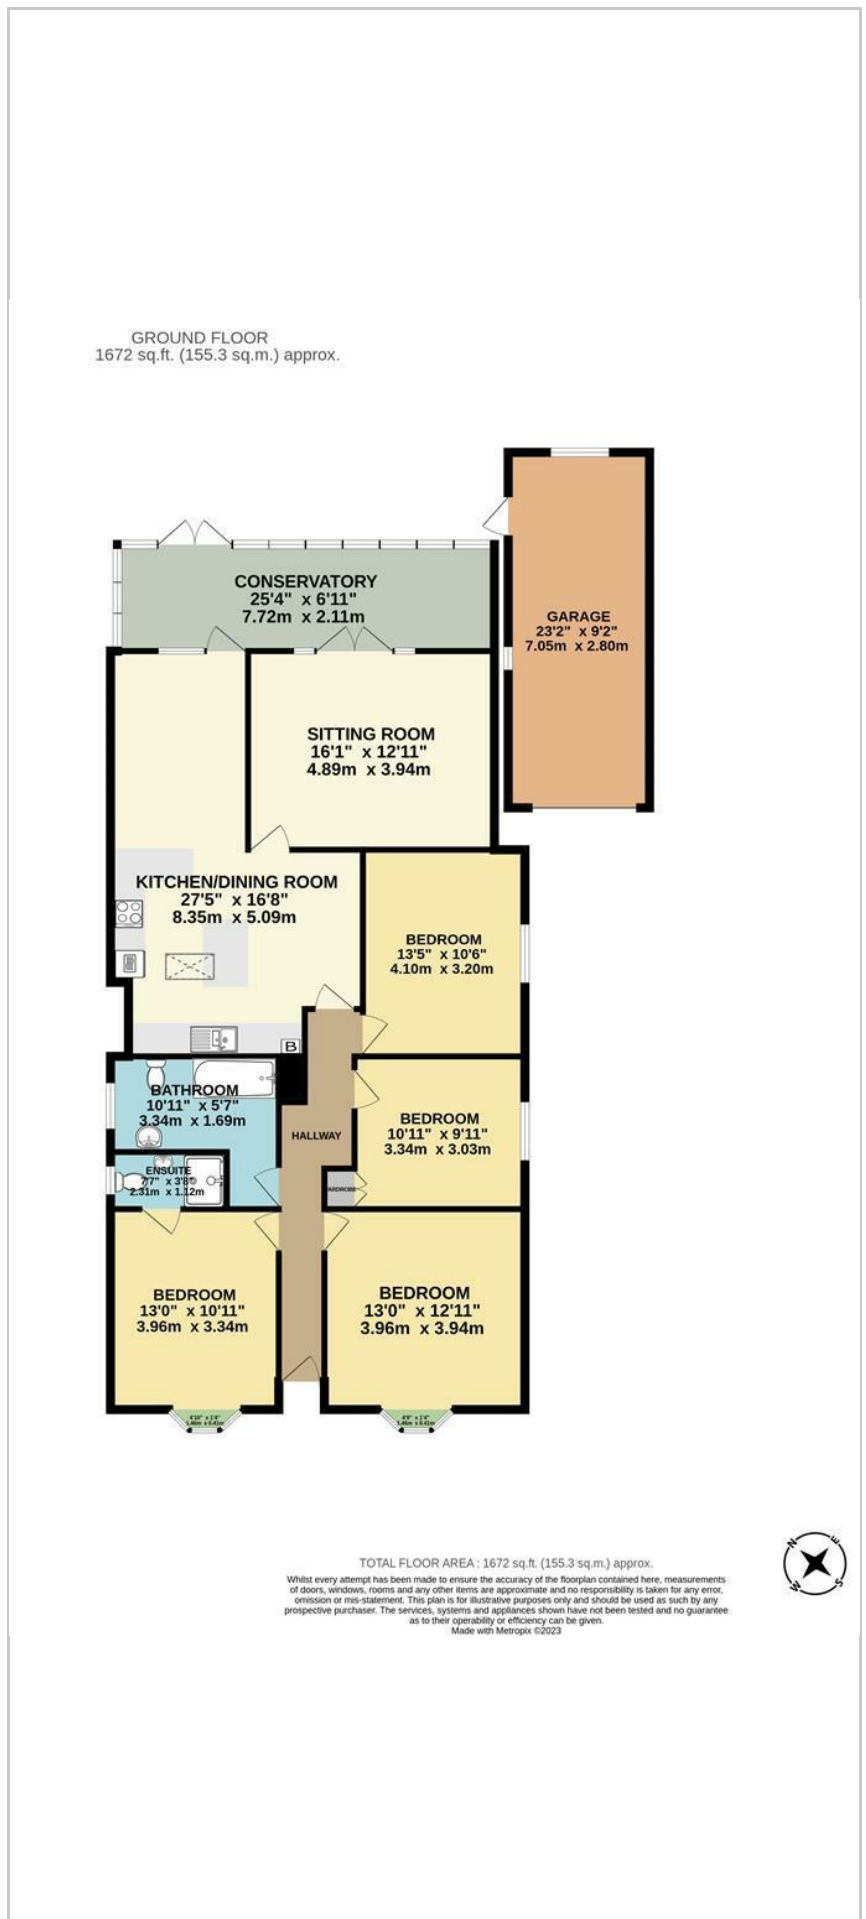 GROUND FLOOR
1672 sq.ft. (155.3 sq.m.) approx.
CONSERVATORY
25'4" x 6'11"
7.72m x 2.11m
GARAGE
23'2" x 9'2"
7.05m x 2.80m
SITTING ROOM
16'1" x 12'11"
4.89m x 3.94m
KITCHEN/DINING ROOM
27'5" x 16'8"
8.35m x 5.09m
BEDROOM
13'5" x 10'6"
4.10m x 3.20m
B
BATHROOM
10'11" x 5'7"
3.34m x 1.69m
HALLWAY
BEDROOM
10'11" x 9'11"
3.34m x 3.03m
ENSUITE
7'7" x 3'8"
2.31m x 1.12m
BEDROOM
13'0" x 10'11"
3.96m x 3.34m
BEDROOM
13'0" x 12'11"
3.96m x 3.94m
4'10" x 1'4"
4'9" x 1'4"
N
E
W
S
TOTAL FLOOR AREA : 1672 sq.ft. (155.3 sq.m.) approx.
Whilst every attempt has been made to ensure the accuracy of the floorplan contained here, measurements
of doors, windows, rooms and any other items are approximate and no responsibility is taken for any error,
omission or mis-statement. This plan is for illustrative purposes only and should be used as such by any
prospective purchaser. The services, systems and appliances shown have not been tested and no guarantee
as to their operability or efficiency can be given.
Made with Metropix ©2023